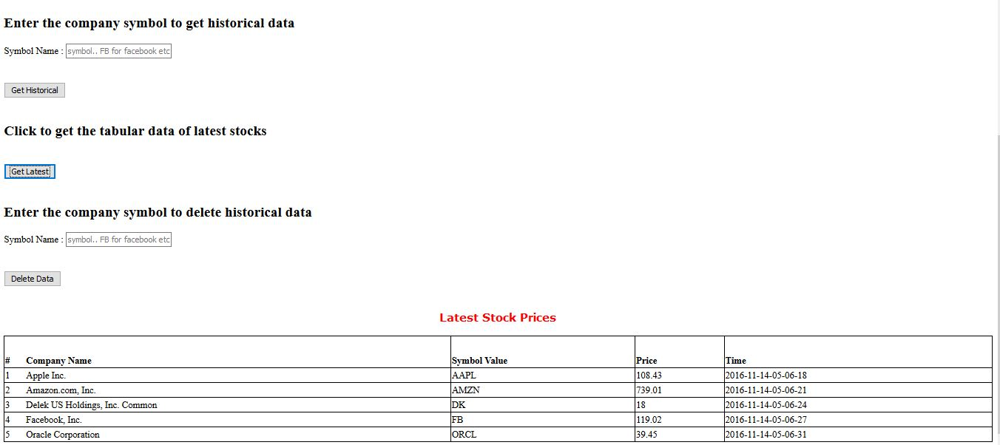 Enter the company symbol to get historical data
Symbol Name : symbol.. FB for facebook etc
Get Historical
Click to get the tabular data of latest stocks
Get Latest
Enter the company symbol to delete historical data
Symbol Name : symbol.. FB for facebook etc
Delete Data
Latest Stock Prices
# Company Name Symbol Value Price Time
1 Apple Inc. AAPL 108.43 2016-11-14-05-06-18
2 Amazon.com, Inc. AMZN 739.01 2016-11-14-05-06-21
3 Delek US Holdings, Inc. Common DK 18 2016-11-14-05-06-24
4 Facebook, Inc. FB 119.02 2016-11-14-05-06-27
5 Oracle Corporation ORCL 39.45 2016-11-14-05-06-31